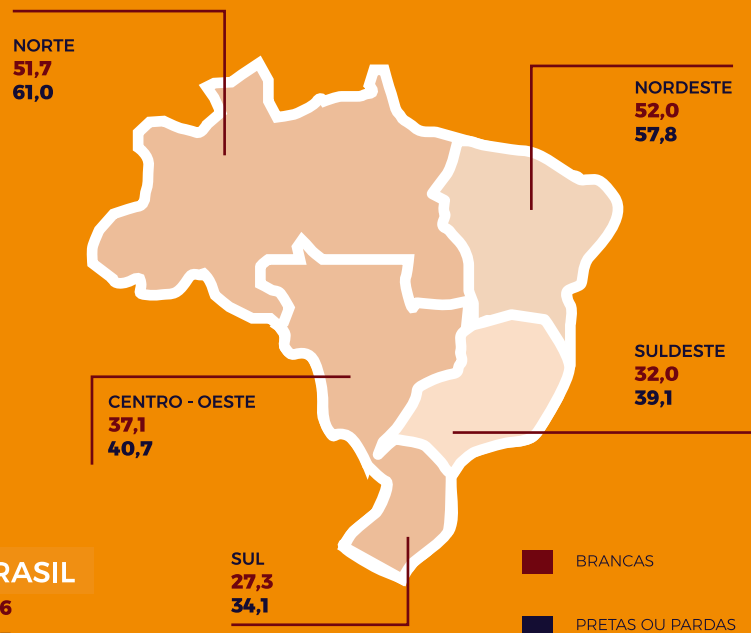 NORTE
51,7
61,0
NORDESTE
52,0
57,8
SULDESTE
32,0
39,1
CENTRO - OESTE
37,1
40,7
SUL
27,3
34,1
RASIL
6
BRANCAS
PRETAS OU PARDAS